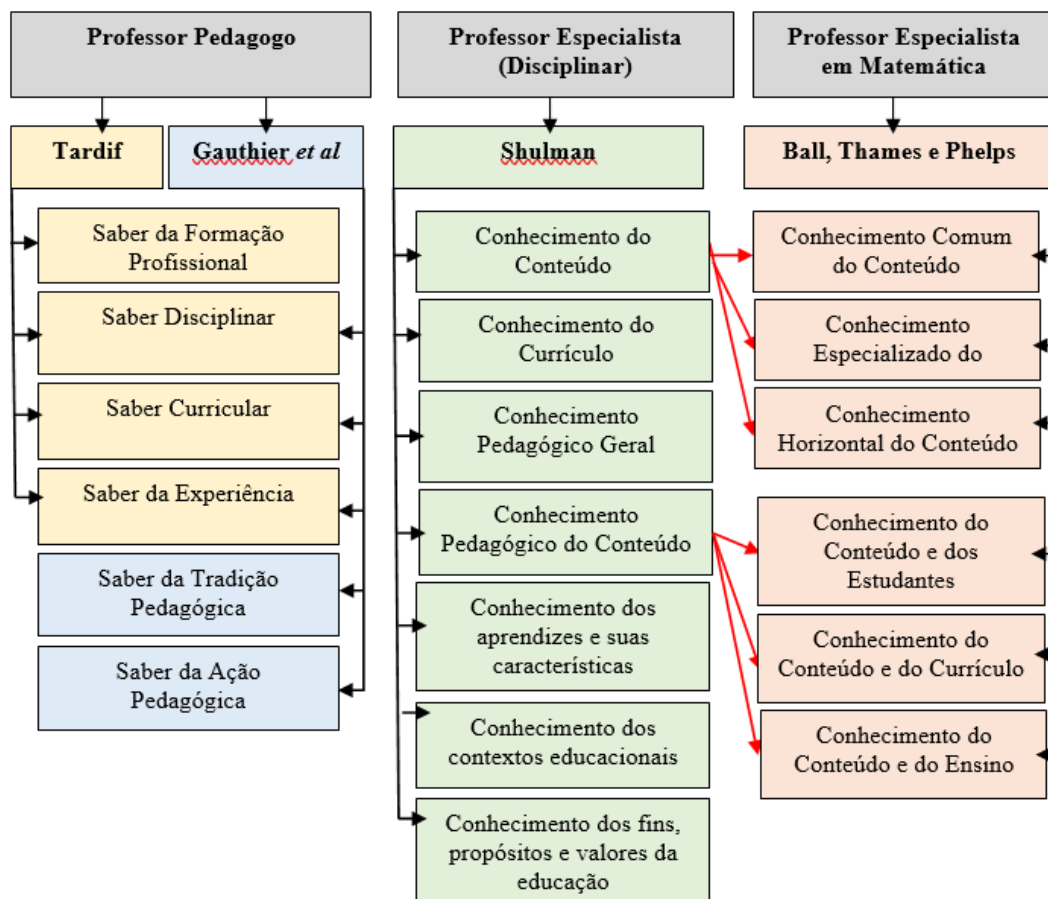 Professor Pedagogo
Professor Especialista
(Disciplinar)
Professor Especialista
em Matemática
Tardif
Gauthier et al
Shulman
Ball, Thames e Phelps
Saber da Formação
Profissional
Saber Disciplinar
Saber Curricular
Saber da Experiência
Saber da Tradição
Pedagógica
Saber da Ação
Pedagógica
Conhecimento do
Conteúdo
Conhecimento do
Currículo
Conhecimento
Pedagógico Geral
Conhecimento
Pedagógico do Conteúdo
Conhecimento dos
aprendizes e suas
características
Conhecimento dos
contextos educacionais
Conhecimento dos fins,
propósitos e valores da
educação
Conhecimento Comum
do Conteúdo
Conhecimento
Especializado do
Conhecimento
Horizontal do Conteúdo
Conhecimento do
Conteúdo e dos
Estudantes
Conhecimento do
Conteúdo e do Currículo
Conhecimento do
Conteúdo e do Ensino